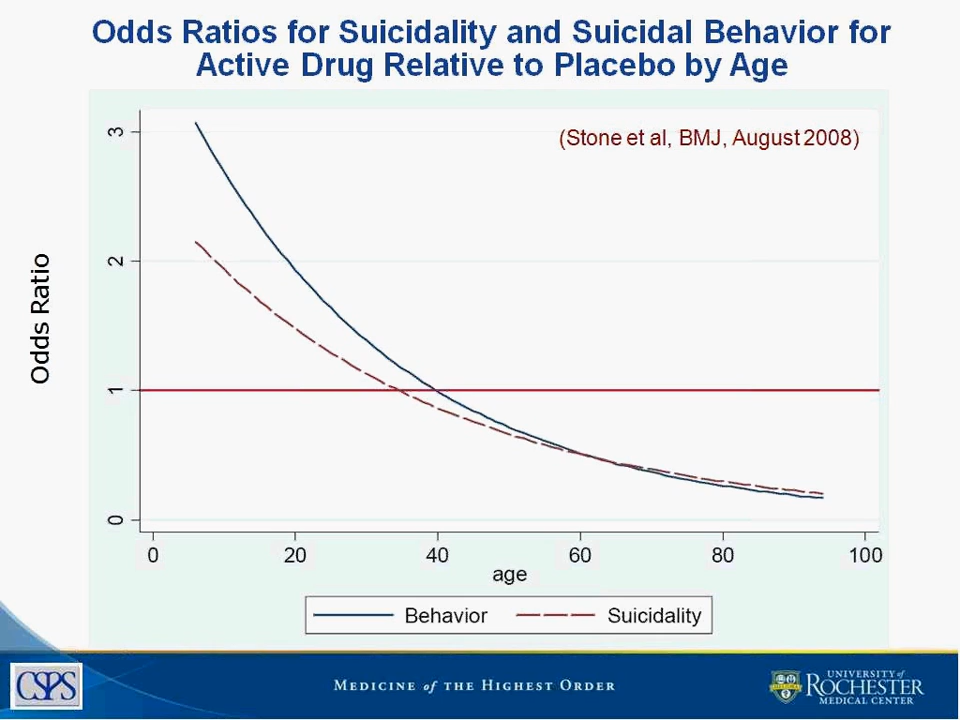 Odds Ratios for Suicidality and Suicidal Behavior for
Active Drug Relative to Placebo by Age
(Stone et al, BMJ, August 2008)
Odds Ratio
3
2
1
0
0 20 40 60 80 100
age
Behavior Suicidality
CSPS
MEDICINE of THE HIGHEST ORDER
UNIVERSITY of
ROCHESTER
MEDICAL CENTER